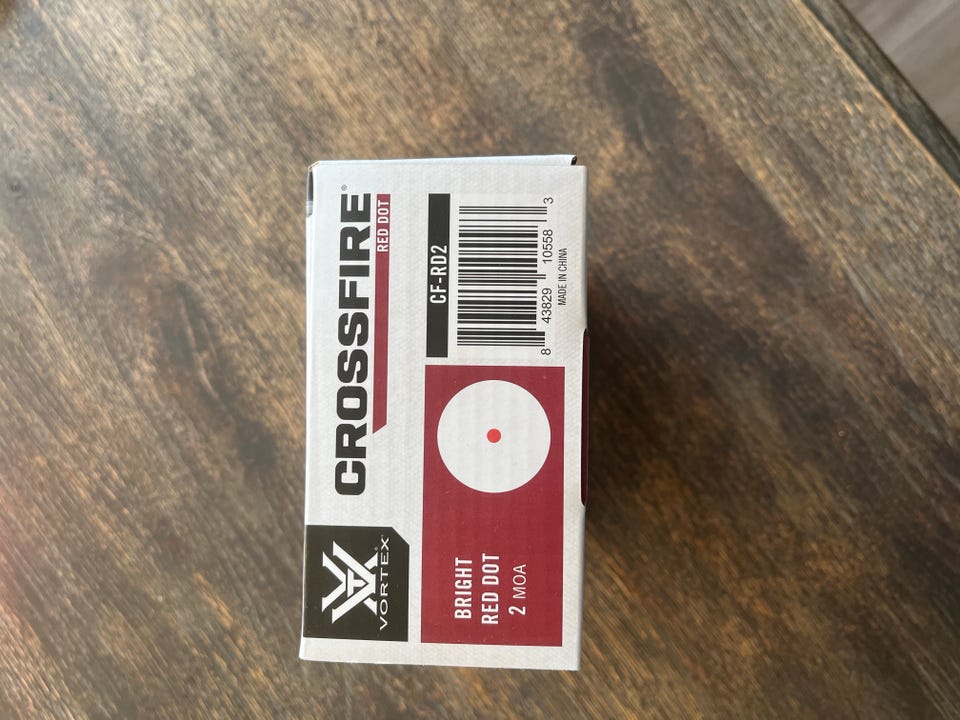 VORTEX®
CROSSFIRE®
RED DOT
BRIGHT
RED DOT
2 MOA
CF-RD2
8 43829 10558 3
MADE IN CHINA